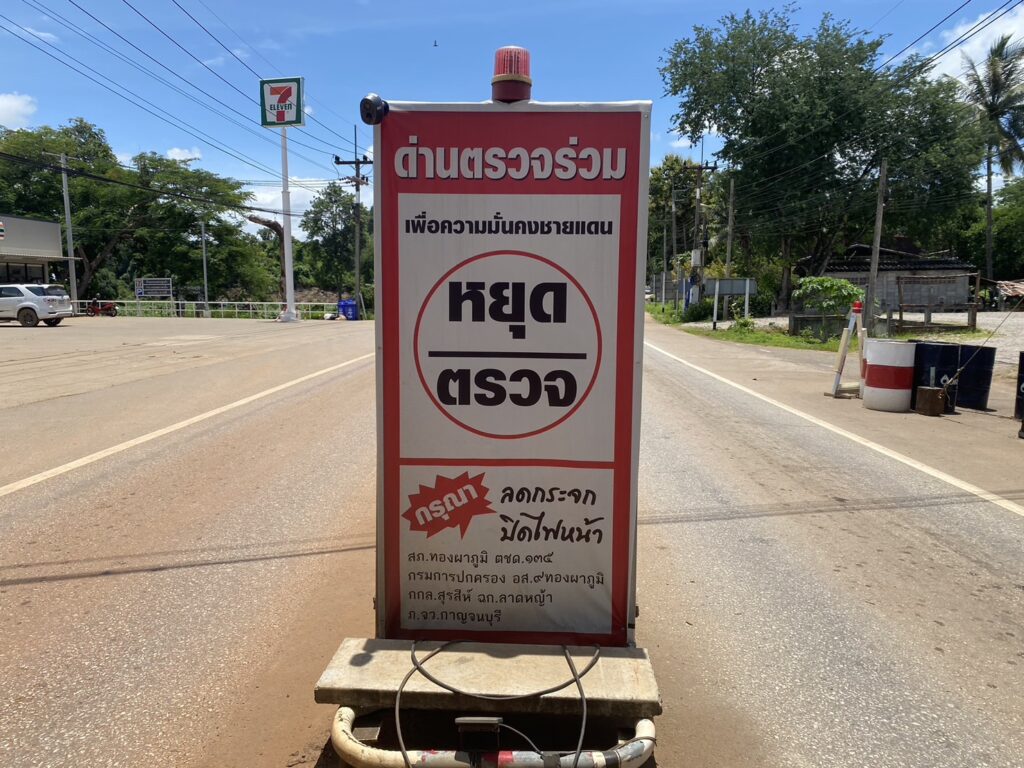 7
ELEVEN
ด่านตรวจร่วม
เพื่อความมั่นคงชายแดน
หยุด
ตรวจ
กรุณา
ลดกระจก
ปิดไฟหน้า
สภ.ทองผาภูมิ ตชด.๑๓๕
กรมการปกครอง อส.๙ทองผาภูมิ
กกล.สุรสีห์ ฉก.ลาดหญ้า
ภ.จว.กาญจนบุรี